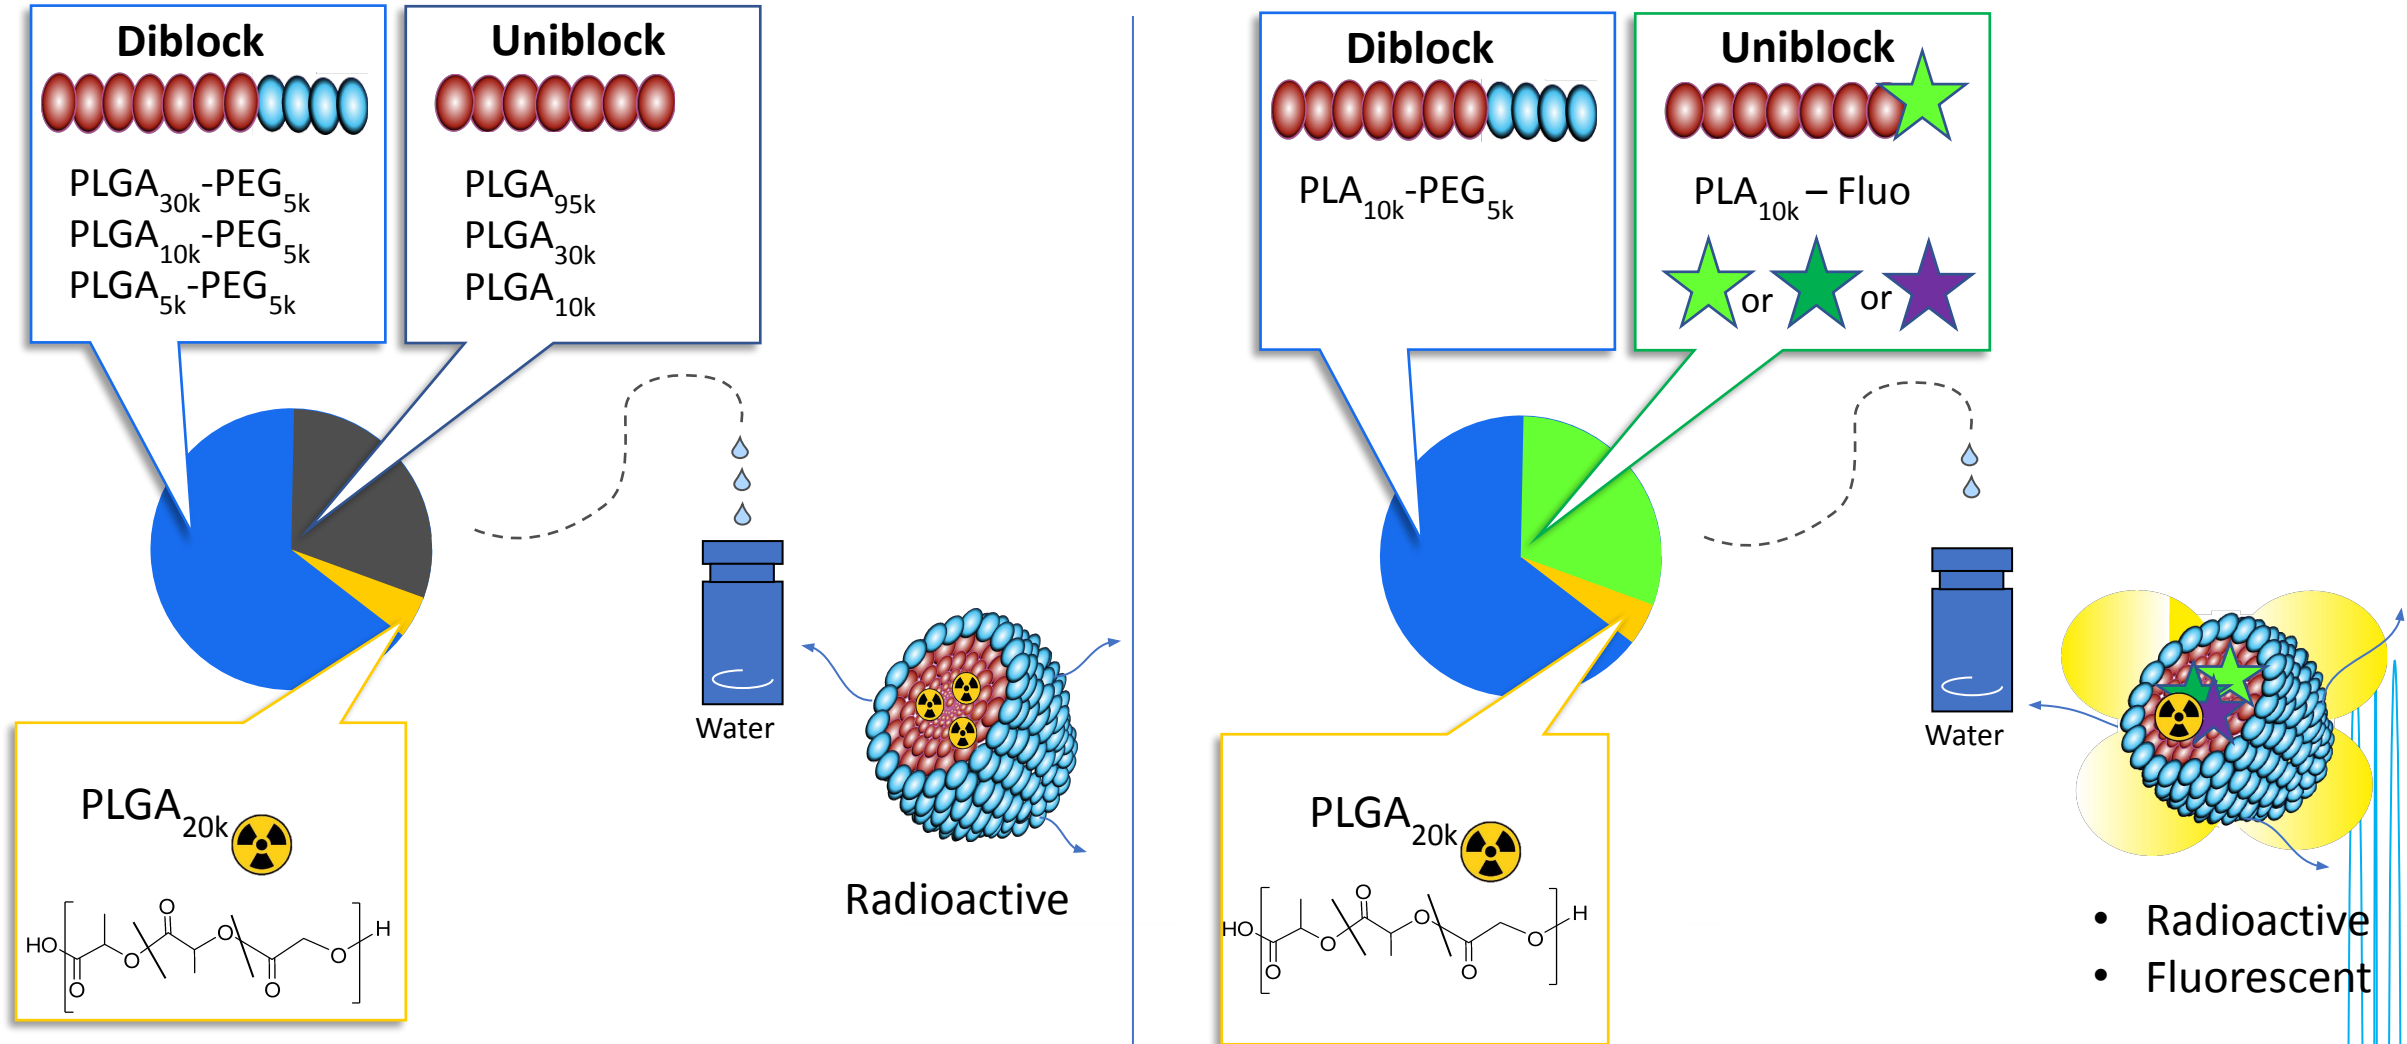 Diblock
PLGA30k-PEG5k
PLGA10k-PEG5k
PLGA5k-PEG5k
Uniblock
PLGA95k
PLGA30k
PLGA10k
Water
PLGA20k
HO
O
O
O
O
O
O
H
Radioactive
Diblock
PLA10k-PEG5k
Uniblock
PLA10k – Fluo
or
or
Water
PLGA20k
HO
O
O
O
O
O
O
H
• Radioactive
• Fluorescent